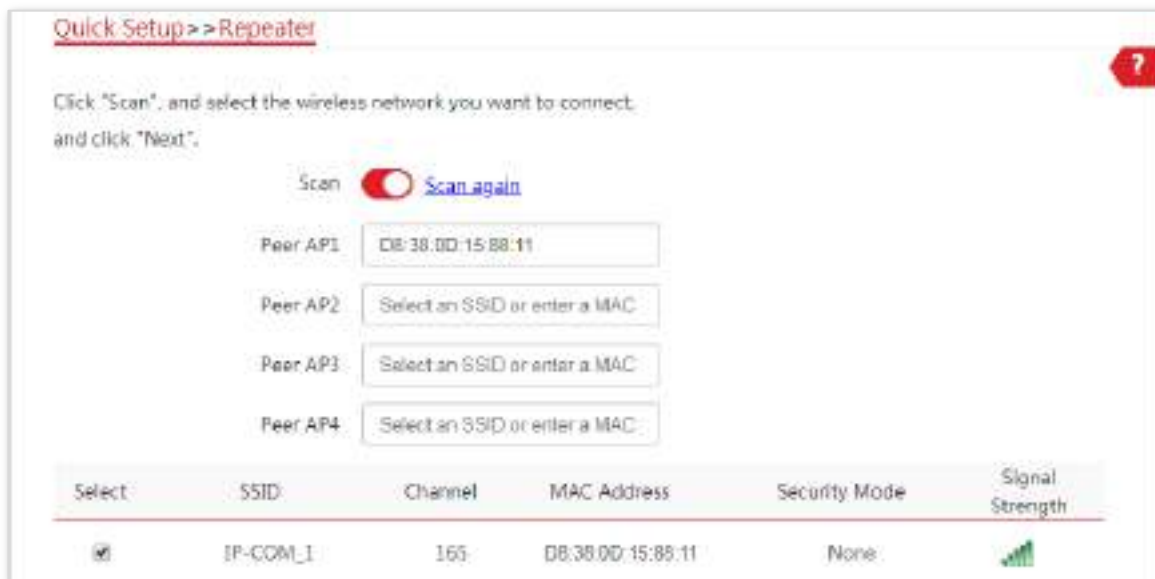 Quick Setup>>Repeater
?
Click "Scan", and select the wireless network you want to connect,
and click "Next".
Scan Scan again
Peer AP1 D8:38:0D:15:88:11
Peer AP2 Select an SSID or enter a MAC
Peer AP3 Select an SSID or enter a MAC
Peer AP4 Select an SSID or enter a MAC
Select SSID Channel MAC Address Security Mode Signal Strength
IP-COM_1 165 D8:38:0D:15:88:11 None